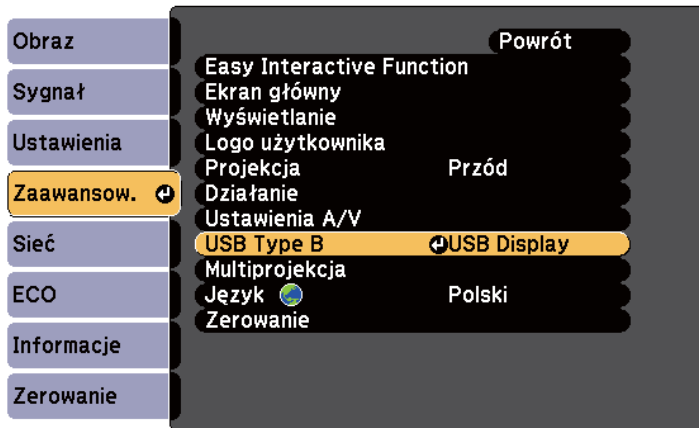 Obraz
Sygnał
Ustawienia
Zaawansow.
Sieć
ECO
Informacje
Zerowanie
Powrót
Easy Interactive Function
Ekran główny
Wyświetlanie
Logo użytkownika
Projekcja Przód
Działanie
Ustawienia A/V
USB Type B USB Display
Multiprojekcja
Język Polski
Zerowanie